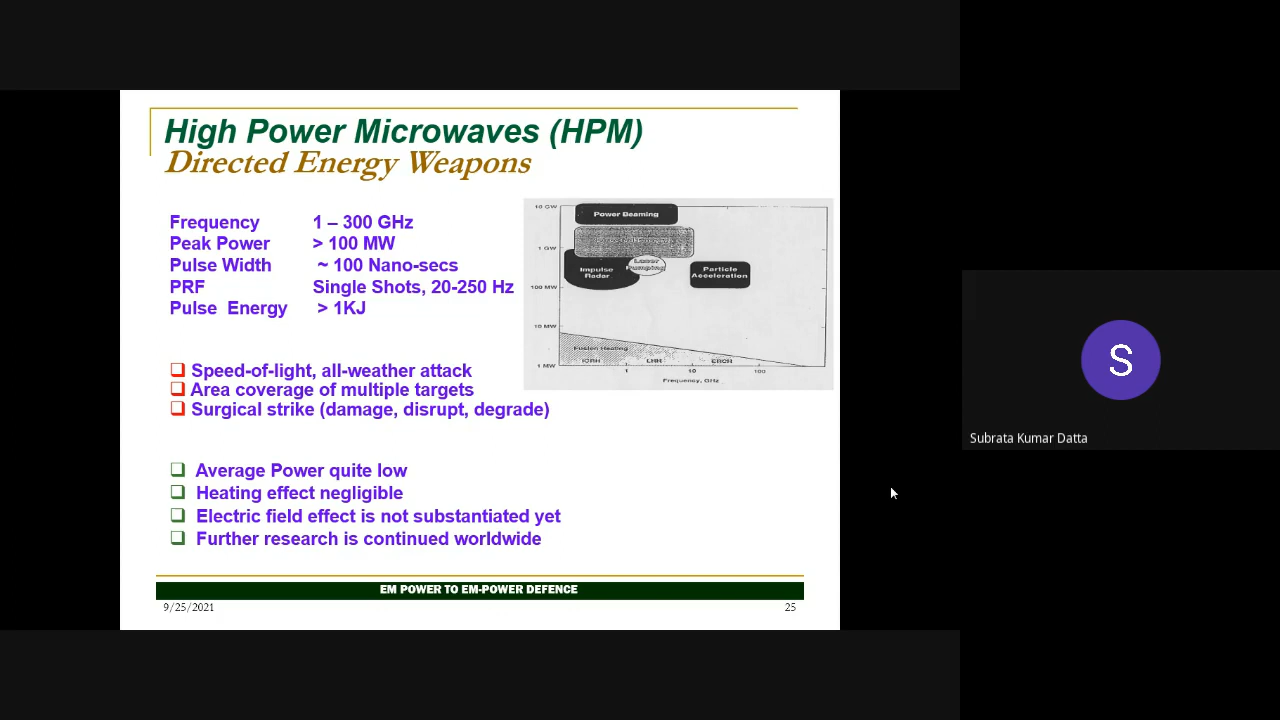 High Power Microwaves (HPM)
Directed Energy Weapons
Frequency 1 – 300 GHz
Peak Power > 100 MW
Pulse Width ~ 100 Nano-secs
PRF Single Shots, 20-250 Hz
Pulse Energy > 1KJ
10 GW
1 GW
100 MW
10 MW
1 MW
Power Beaming
Impulse
Radar
Laser
Pumping
Particle
Acceleration
Fusion Heating
ICRH LHH ERCH
1 10 100
Frequency, GHz
Speed-of-light, all-weather attack
Area coverage of multiple targets
Surgical strike (damage, disrupt, degrade)
Average Power quite low
Heating effect negligible
Electric field effect is not substantiated yet
Further research is continued worldwide
EM POWER TO EM-POWER DEFENCE
9/25/2021 25
S
Subrata Kumar Datta